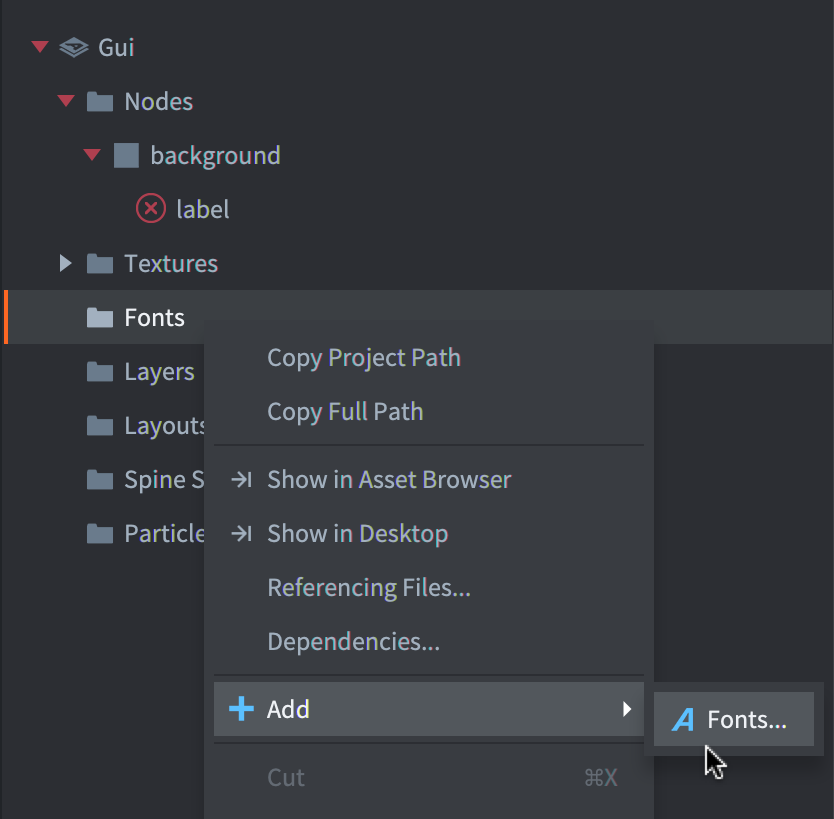 Gui
Nodes
background
label
Textures
Fonts
Copy Project Path
Layers
Copy Full Path
Layouts
Spine S
Show in Asset Browser
Particle
Show in Desktop
Referencing Files...
Dependencies...
Add
Fonts...
Cut ⌘X